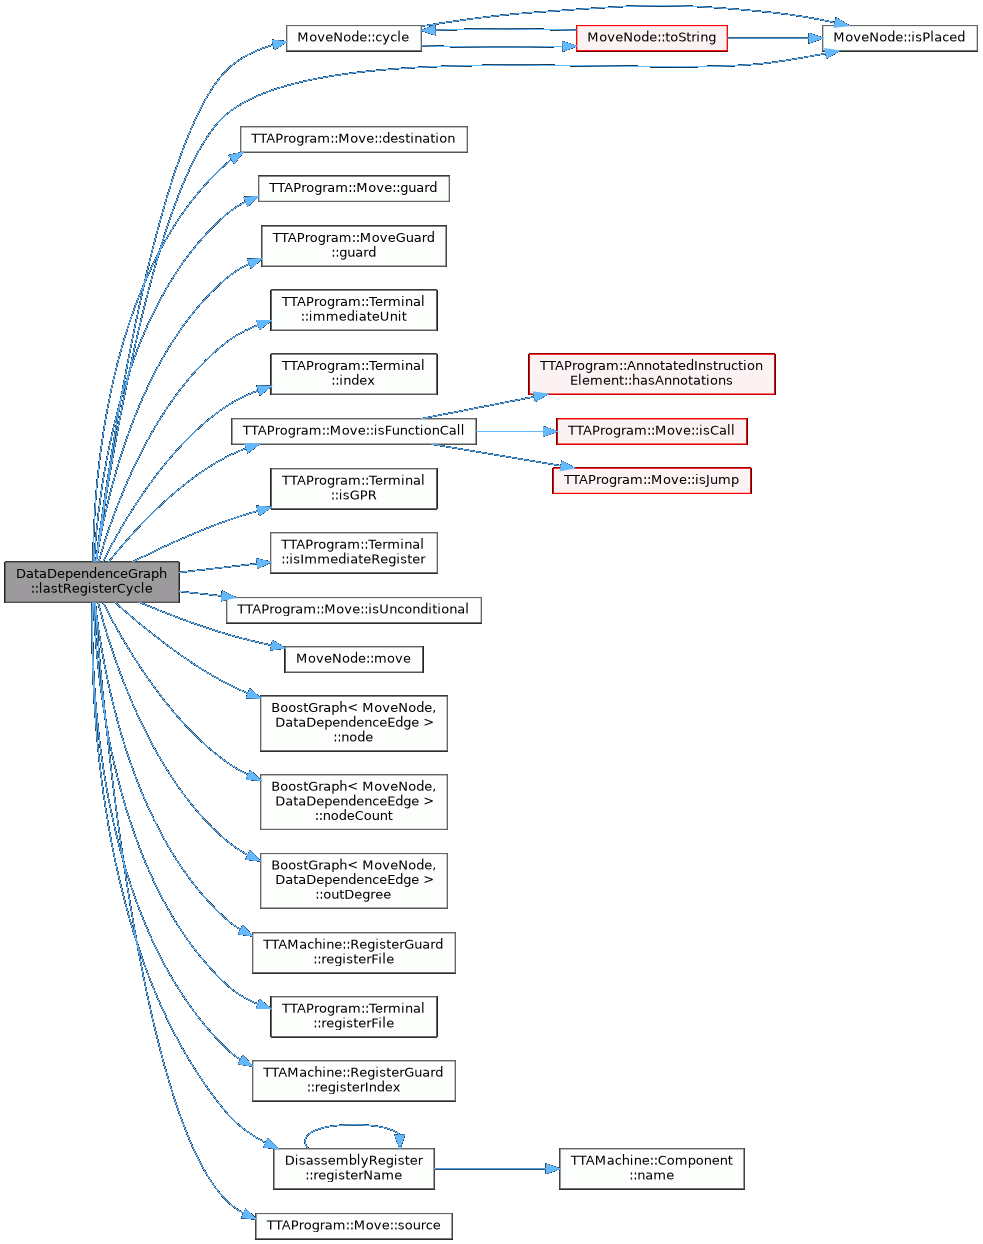 MoveNode::cycle
MoveNode::toString
MoveNode::isPlaced
TTAProgram::Move::destination
TTAProgram::Move::guard
TTAProgram::MoveGuard
::guard
TTAProgram::Terminal
::immediateUnit
TTAProgram::Terminal
::index
TTAProgram::AnnotatedInstruction
Element::hasAnnotations
TTAProgram::Move::isFunctionCall
TTAProgram::Move::isCall
TTAProgram::Move::isJump
TTAProgram::Terminal
::isGPR
TTAProgram::Terminal
::isImmediateRegister
DataDependenceGraph
::lastRegisterCycle
TTAProgram::Move::isUnconditional
MoveNode::move
BoostGraph< MoveNode,
DataDependenceEdge >
::node
BoostGraph< MoveNode,
DataDependenceEdge >
::nodeCount
BoostGraph< MoveNode,
DataDependenceEdge >
::outDegree
TTAMachine::RegisterGuard
::registerFile
TTAProgram::Terminal
::registerFile
TTAMachine::RegisterGuard
::registerIndex
DisassemblyRegister
::registerName
TTAMachine::Component
::name
TTAProgram::Move::source